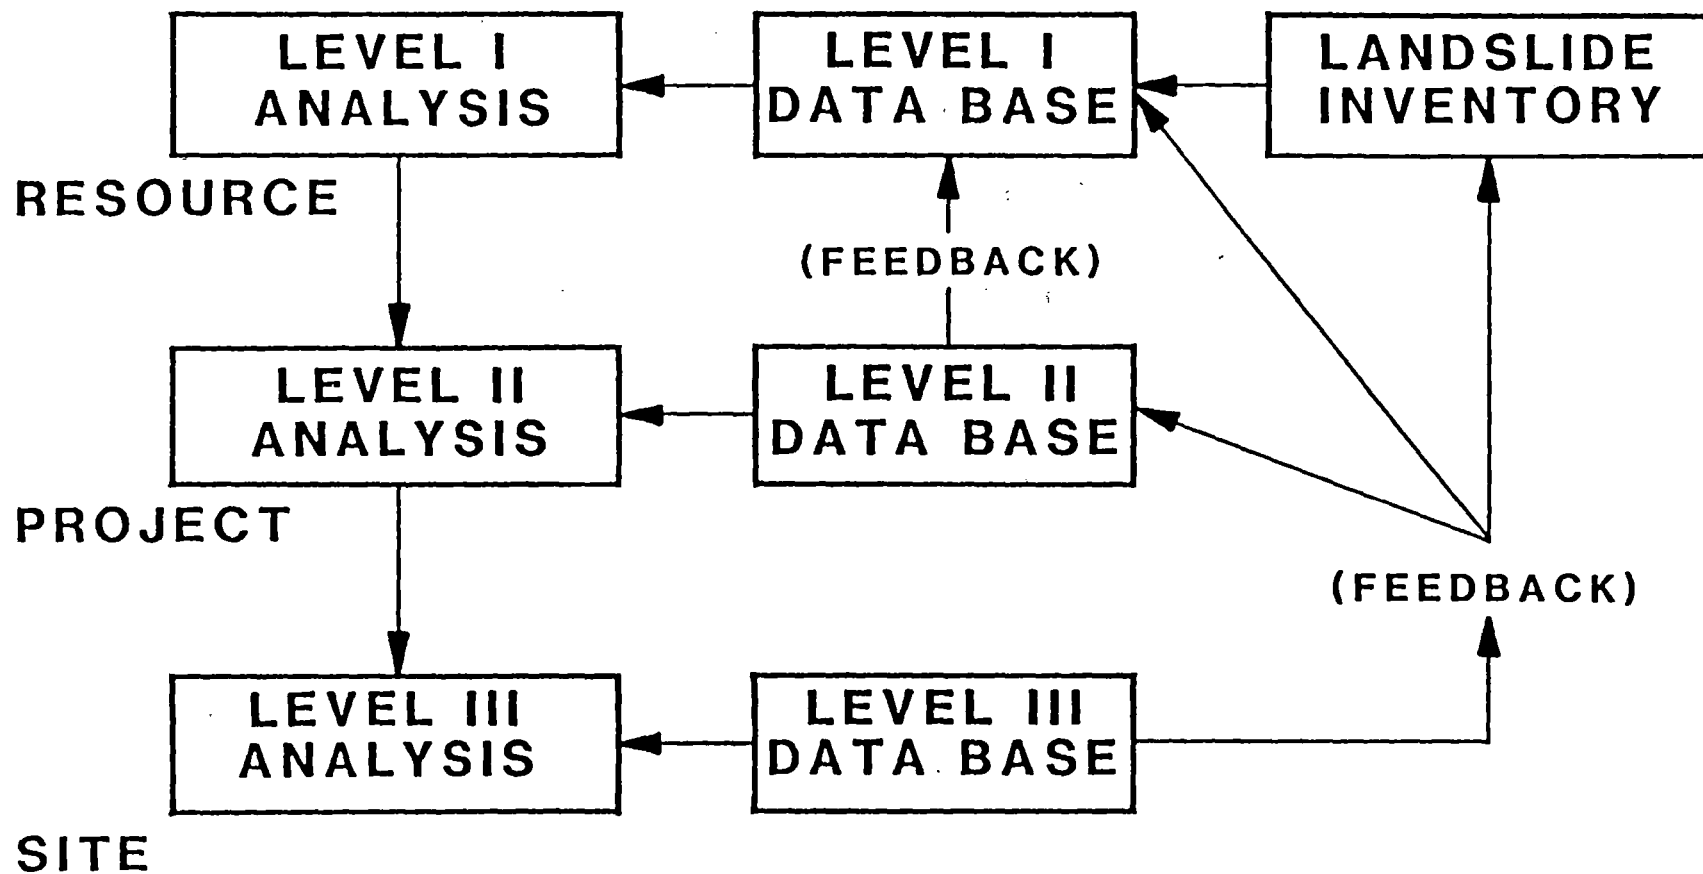 LEVEL I
ANALYSIS
LEVEL I
DATA BASE
LANDSLIDE
INVENTORY
RESOURCE
(FEEDBACK)
LEVEL II
ANALYSIS
LEVEL II
DATA BASE
PROJECT
(FEEDBACK)
LEVEL III
ANALYSIS
LEVEL III
DATA BASE
SITE